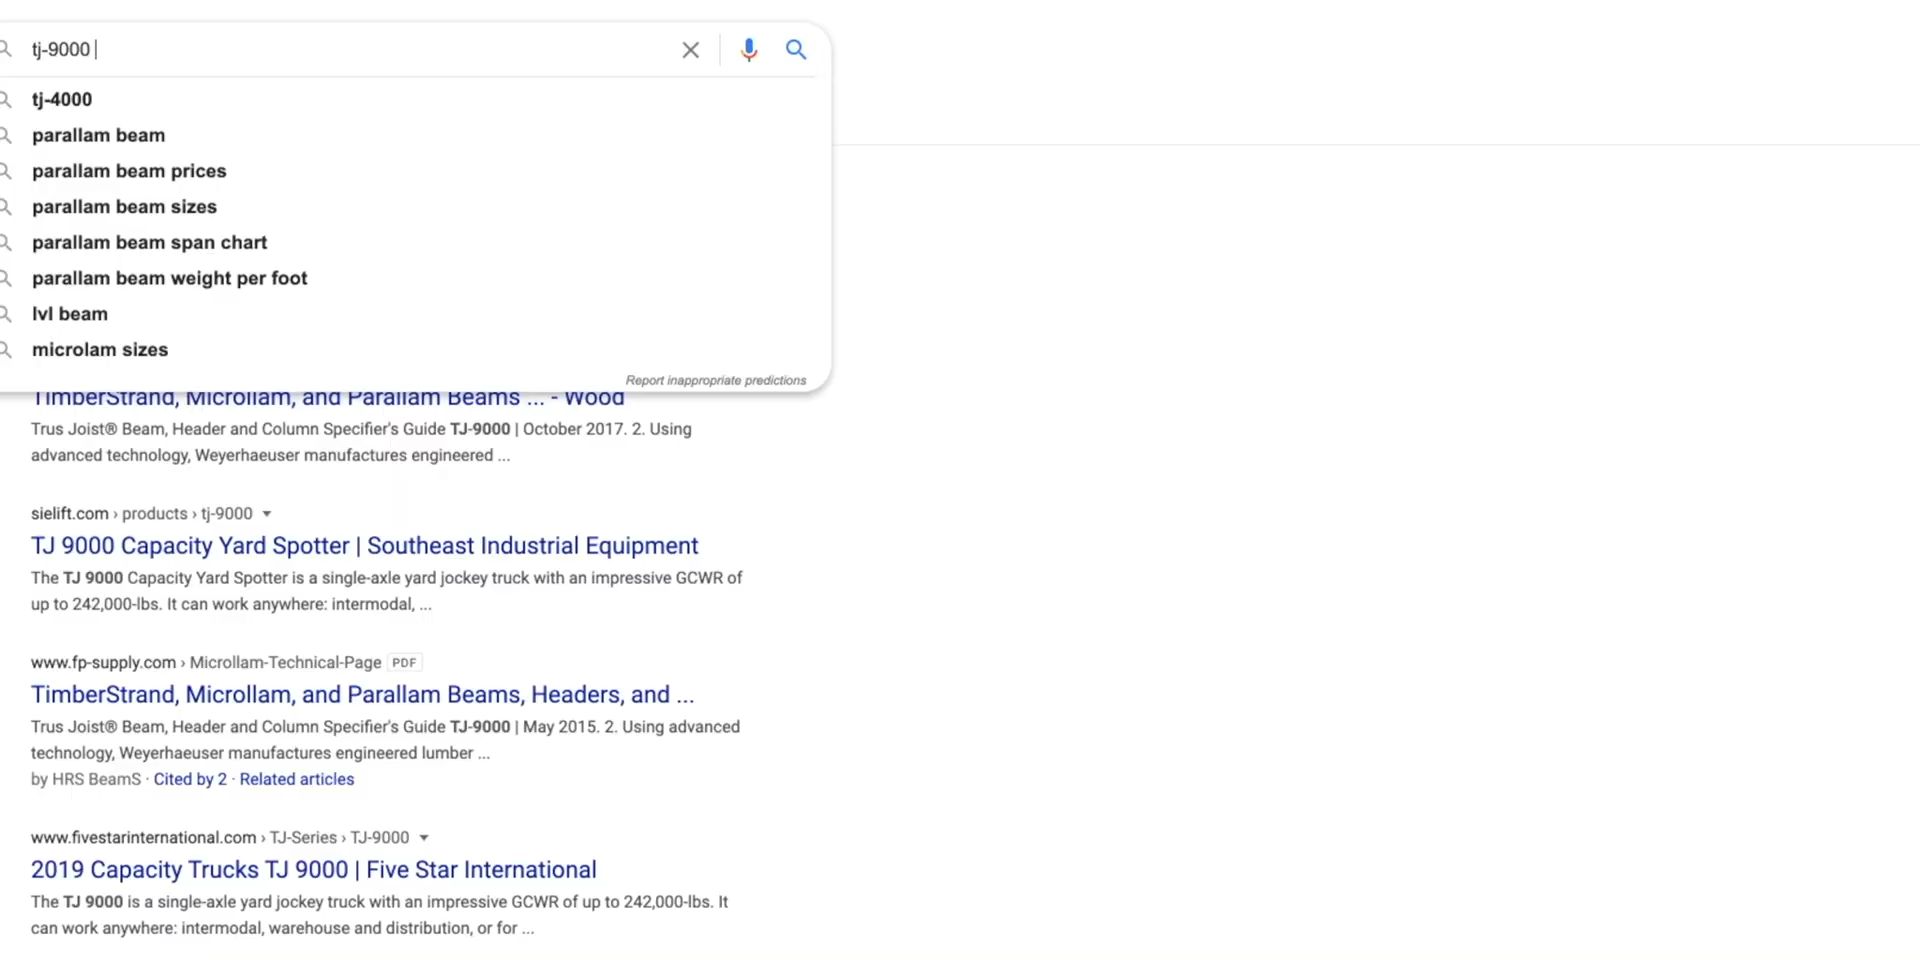 tj-9000
tj-4000
parallam beam
parallam beam prices
parallam beam sizes
parallam beam span chart
parallam beam weight per foot
lvl beam
microlam sizes
Report inappropriate predictions
TimberStrand, Microllam, and Parallam Beams ... - Wood
Trus Joist® Beam, Header and Column Specifier's Guide TJ-9000 | October 2017. 2. Using
advanced technology, Weyerhaeuser manufactures engineered ...
sielift.com › products › tj-9000
TJ 9000 Capacity Yard Spotter | Southeast Industrial Equipment
The TJ 9000 Capacity Yard Spotter is a single-axle yard jockey truck with an impressive GCWR of
up to 242,000-lbs. It can work anywhere: intermodal, ...
www.fp-supply.com › Microllam-Technical-Page PDF
TimberStrand, Microllam, and Parallam Beams, Headers, and ...
Trus Joist® Beam, Header and Column Specifier's Guide TJ-9000 | May 2015. 2. Using advanced
technology, Weyerhaeuser manufactures engineered lumber ...
by HRS BeamS · Cited by 2 · Related articles
www.fivestarinternational.com › TJ-Series › TJ-9000
2019 Capacity Trucks TJ 9000 | Five Star International
The TJ 9000 is a single-axle yard jockey truck with an impressive GCWR of up to 242,000-lbs. It
can work anywhere: intermodal, warehouse and distribution, or for ...